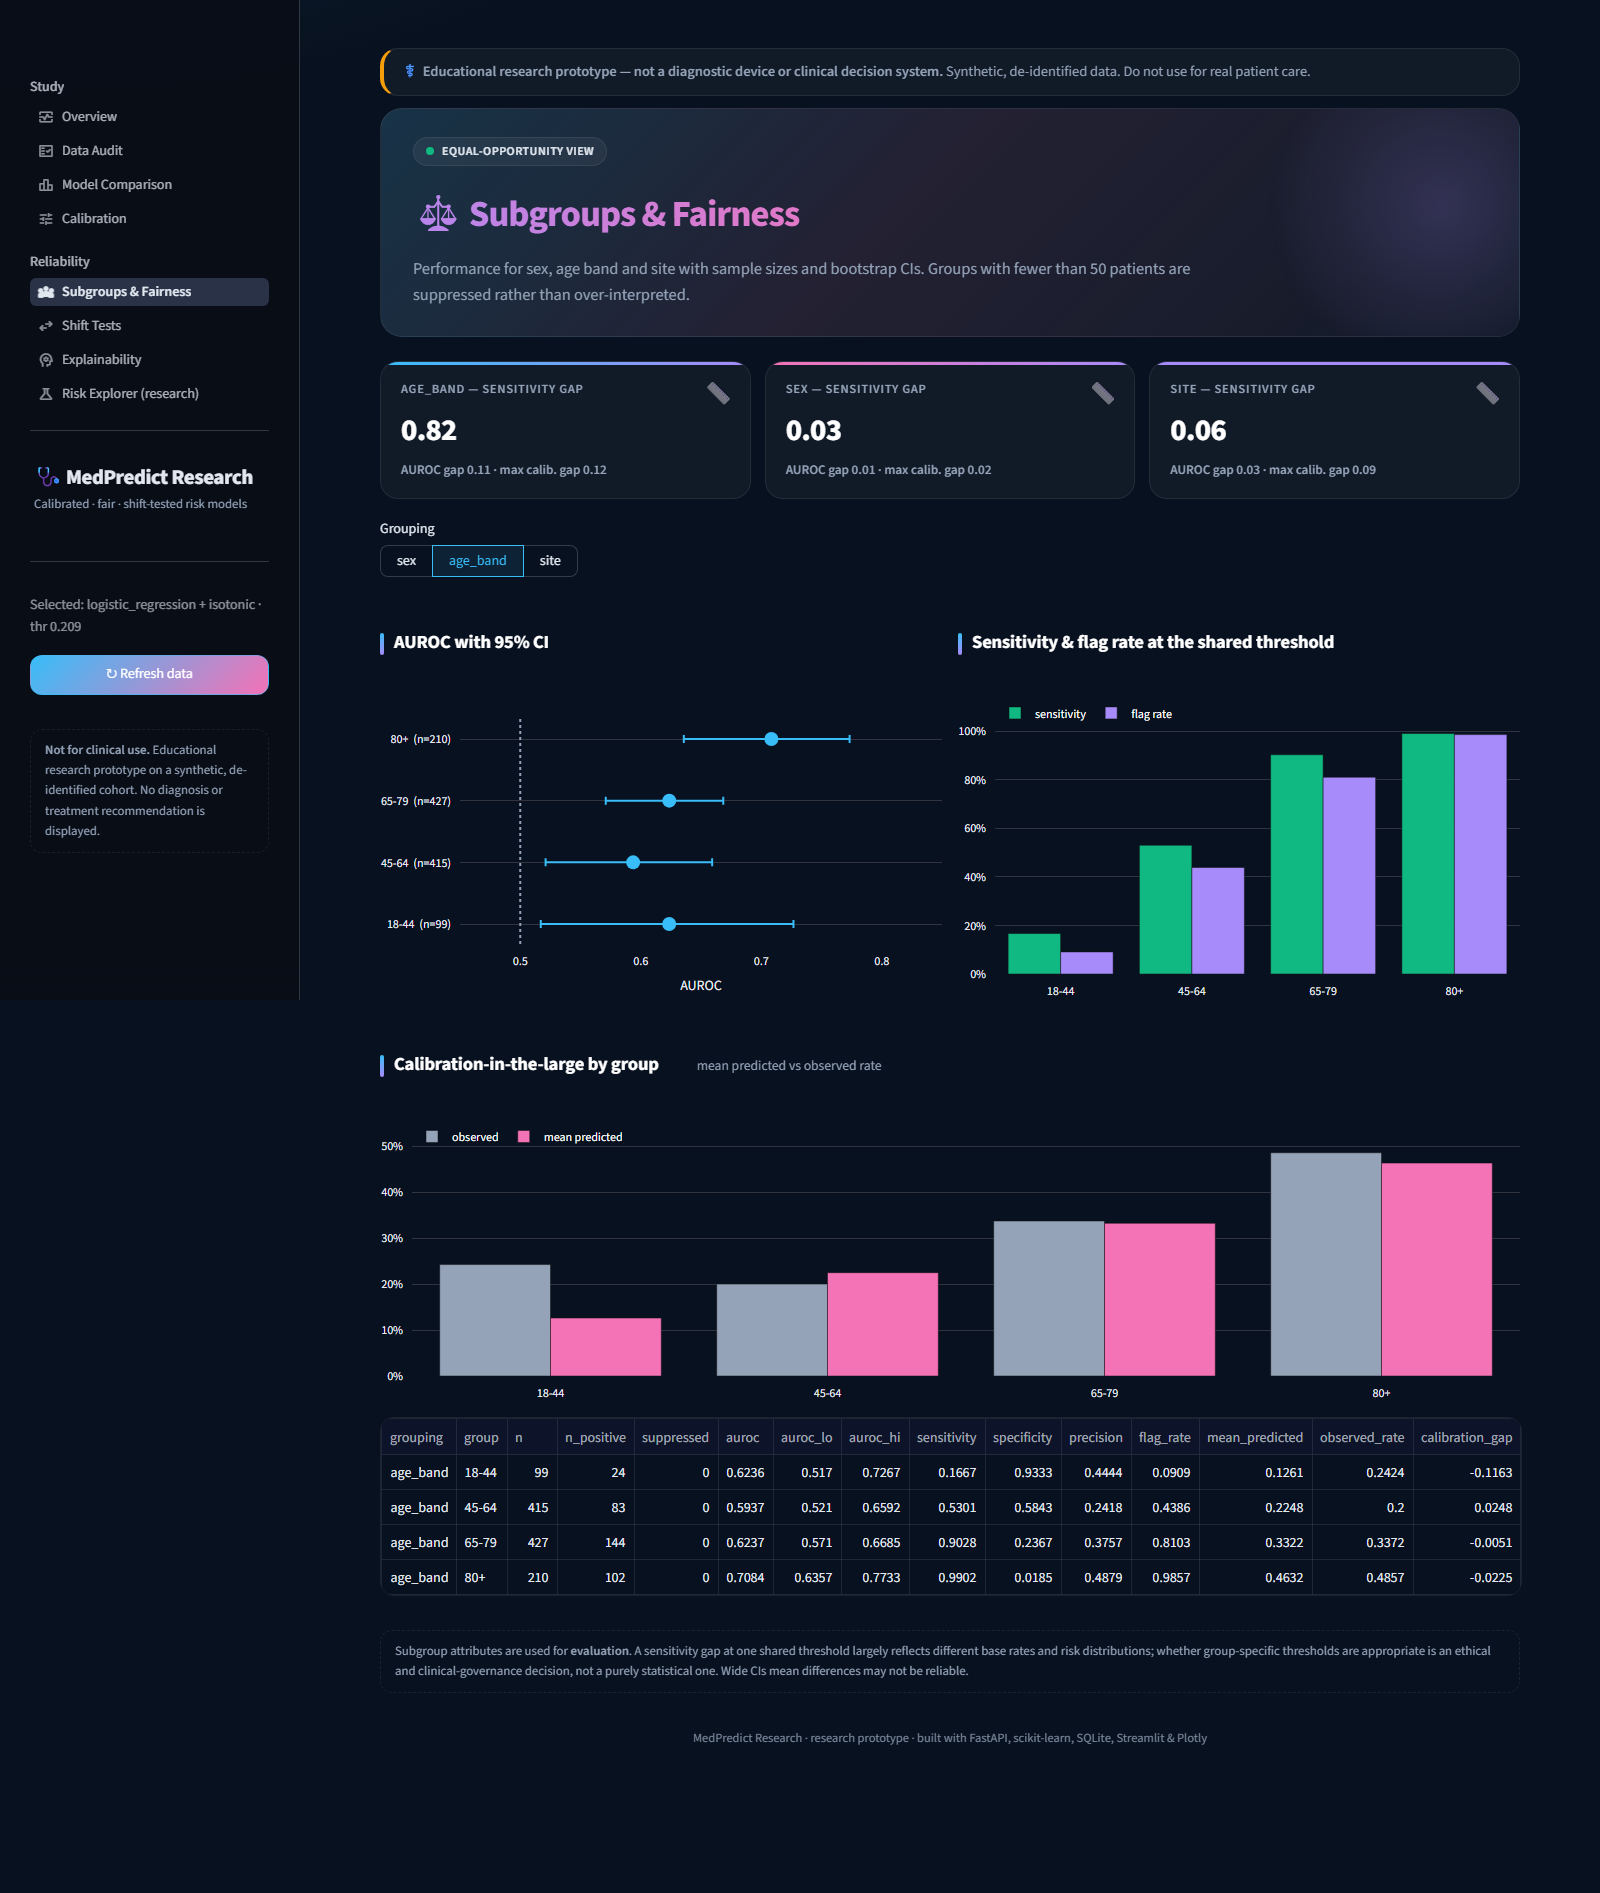 Study
Overview
Data Audit
Model Comparison
Calibration
Reliability
Subgroups & Fairness
Shift Tests
Explainability
Risk Explorer (research)
MedPredict Research
Calibrated · fair · shift-tested risk models
Selected: logistic_regression + isotonic ·
thr 0.209
↻ Refresh data
Not for clinical use. Educational
research prototype on a synthetic, de-
identified cohort. No diagnosis or
treatment recommendation is
displayed.
Educational research prototype — not a diagnostic device or clinical decision system. Synthetic, de-identified data. Do not use for real patient care.
EQUAL-OPPORTUNITY VIEW
Subgroups & Fairness
Performance for sex, age band and site with sample sizes and bootstrap CIs. Groups with fewer than 50 patients are
suppressed rather than over-interpreted.
AGE_BAND — SENSITIVITY GAP
0.82
AUROC gap 0.11 · max calib. gap 0.12
SEX — SENSITIVITY GAP
0.03
AUROC gap 0.01 · max calib. gap 0.02
SITE — SENSITIVITY GAP
0.06
AUROC gap 0.03 · max calib. gap 0.09
Grouping
sex age_band site
AUROC with 95% CI
80+ (n=210)
65-79 (n=427)
45-64 (n=415)
18-44 (n=99)
0.5 0.6 0.7 0.8
AUROC
Sensitivity & flag rate at the shared threshold
sensitivity flag rate
100%
80%
60%
40%
20%
0%
18-44 45-64 65-79 80+
Calibration-in-the-large by group mean predicted vs observed rate
observed mean predicted
50%
40%
30%
20%
10%
0%
18-44 45-64 65-79 80+
grouping group n n_positive suppressed auroc auroc_lo auroc_hi sensitivity specificity precision flag_rate mean_predicted observed_rate calibration_gap
age_band 18-44 99 24 0 0.6236 0.517 0.7267 0.1667 0.9333 0.4444 0.0909 0.1261 0.2424 -0.1163
age_band 45-64 415 83 0 0.5937 0.521 0.6592 0.5301 0.5843 0.2418 0.4386 0.2248 0.2 0.0248
age_band 65-79 427 144 0 0.6237 0.571 0.6685 0.9028 0.2367 0.3757 0.8103 0.3322 0.3372 -0.0051
age_band 80+ 210 102 0 0.7084 0.6357 0.7733 0.9902 0.0185 0.4879 0.9857 0.4632 0.4857 -0.0225
Subgroup attributes are used for evaluation. A sensitivity gap at one shared threshold largely reflects different base rates and risk distributions; whether group-specific thresholds are appropriate is an ethical
and clinical-governance decision, not a purely statistical one. Wide CIs mean differences may not be reliable.
MedPredict Research · research prototype · built with FastAPI, scikit-learn, SQLite, Streamlit & Plotly